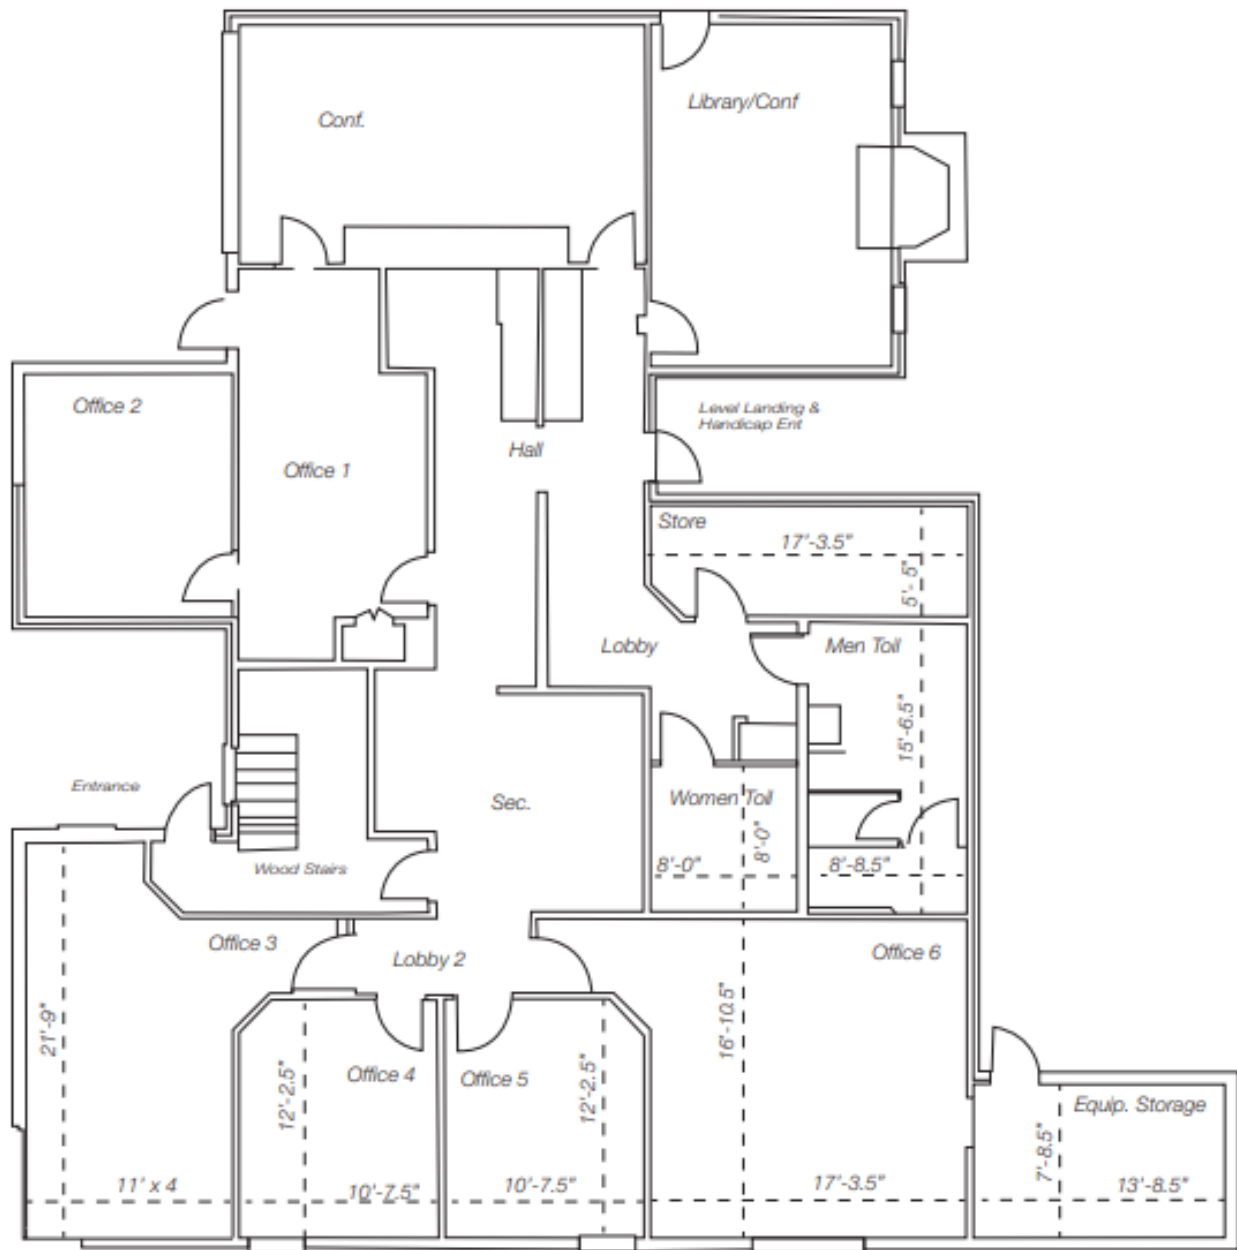 Conf.
Library/Conf
Office 2
Level Landing &
Handicap Ent
Hall
Office 1
Store
17'-3.5"
5'- 5"
Lobby
Men Toil
15'-6.5"
Entrance
Sec.
Women Toil
8'-0"
8'-0"
8'-8.5"
Wood Stairs
Office 3
Lobby 2
Office 6
21'-9"
16'-10.5"
12'-2.5"
Office 4
Office 5
12'-2.5"
Equip. Storage
7'-8.5"
11' x 4
10'-7.5"
10'-7.5"
17'-3.5"
13'-8.5"